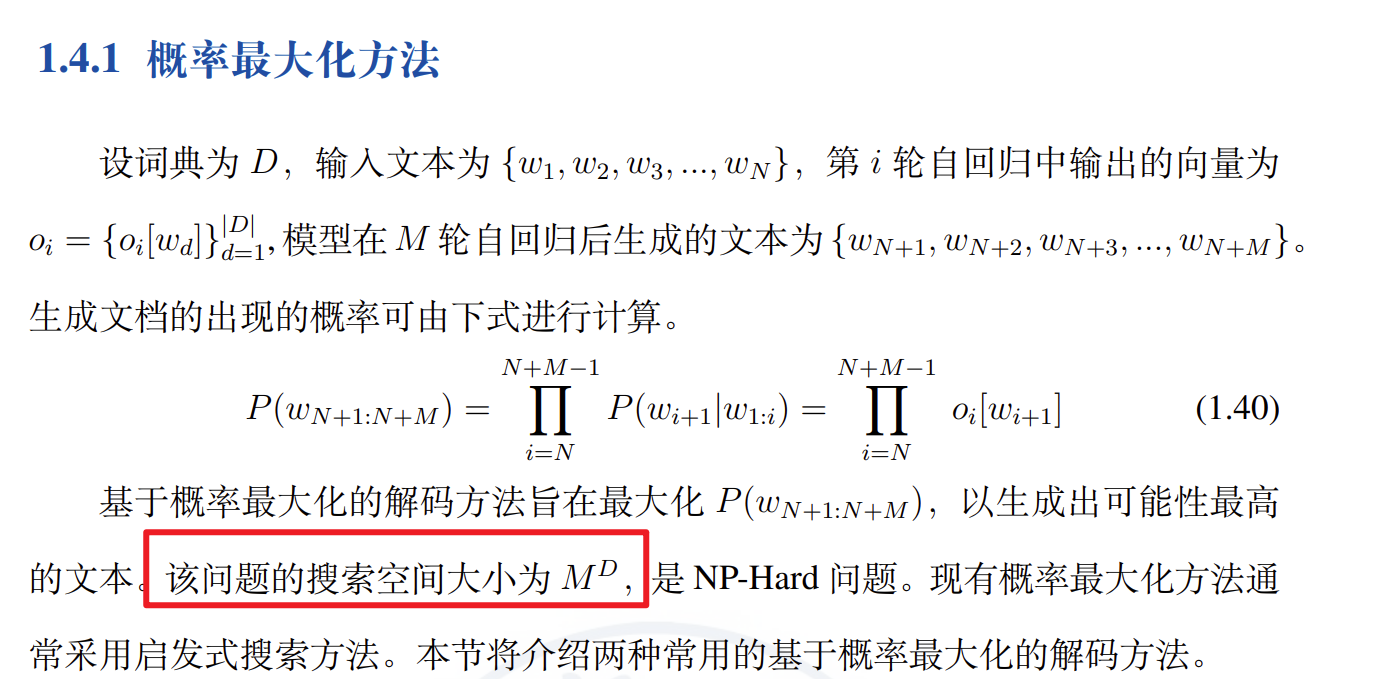 1.4.1 概率最大化方法
设词典为 D，输入文本为 {w₁, w₂, w₃, ..., w_N}，第 i 轮自回归中输出的向量为
o_i = {o_i[w_d]}_{d=1}^{|D|}, 模型在 M 轮自回归后生成的文本为 {w_{N+1}, w_{N+2}, w_{N+3}, ..., w_{N+M}}。
生成文档的出现的概率可由下式进行计算。
P(w_{N+1:N+M}) = ∏_{i=N}^{N+M−1} P(w_{i+1}|w_{1:i}) = ∏_{i=N}^{N+M−1} o_i[w_{i+1}] (1.40)
基于概率最大化的解码方法旨在最大化 P(w_{N+1:N+M})，以生成出可能性最高
的文本。该问题的搜索空间大小为 M^D，是 NP-Hard 问题。现有概率最大化方法通
常采用启发式搜索方法。本节将介绍两种常用的基于概率最大化的解码方法。